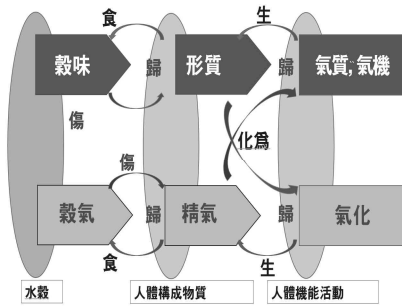 食 生
穀味 歸 形質 歸 氣質，氣機
傷
化爲
傷
穀氣 歸 精氣 歸 氣化
食 生
水穀 人體構成物質 人體機能活動